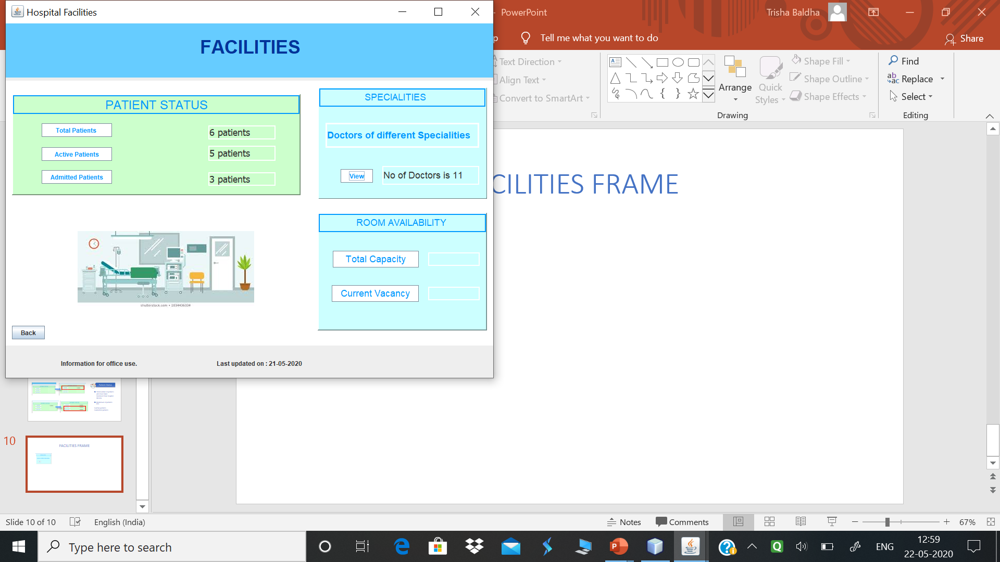 Hospital Facilities
PowerPoint
Trisha Baldha
FACILITIES
Tell me what you want to do
Share
Text Direction
Align Text
Convert to SmartArt
Arrange
Quick
Styles
Shape Fill
Shape Outline
Shape Effects
Find
Replace
Select
Drawing
Editing
PATIENT STATUS
Total Patients
6 patients
Active Patients
5 patients
Admitted Patients
3 patients
SPECIALITIES
Doctors of different Specialities
View
No of Doctors is 11
CILITIES FRAME
ROOM AVAILABILITY
Total Capacity
Current Vacancy
shutterstock.com • 1034436334
Back
Information for office use.
Last updated on : 21-05-2020
Patient Status
10
FACILITIES FRAME
Slide 10 of 10
English (India)
Notes
Comments
67%
Type here to search
ENG
12:59
22-05-2020